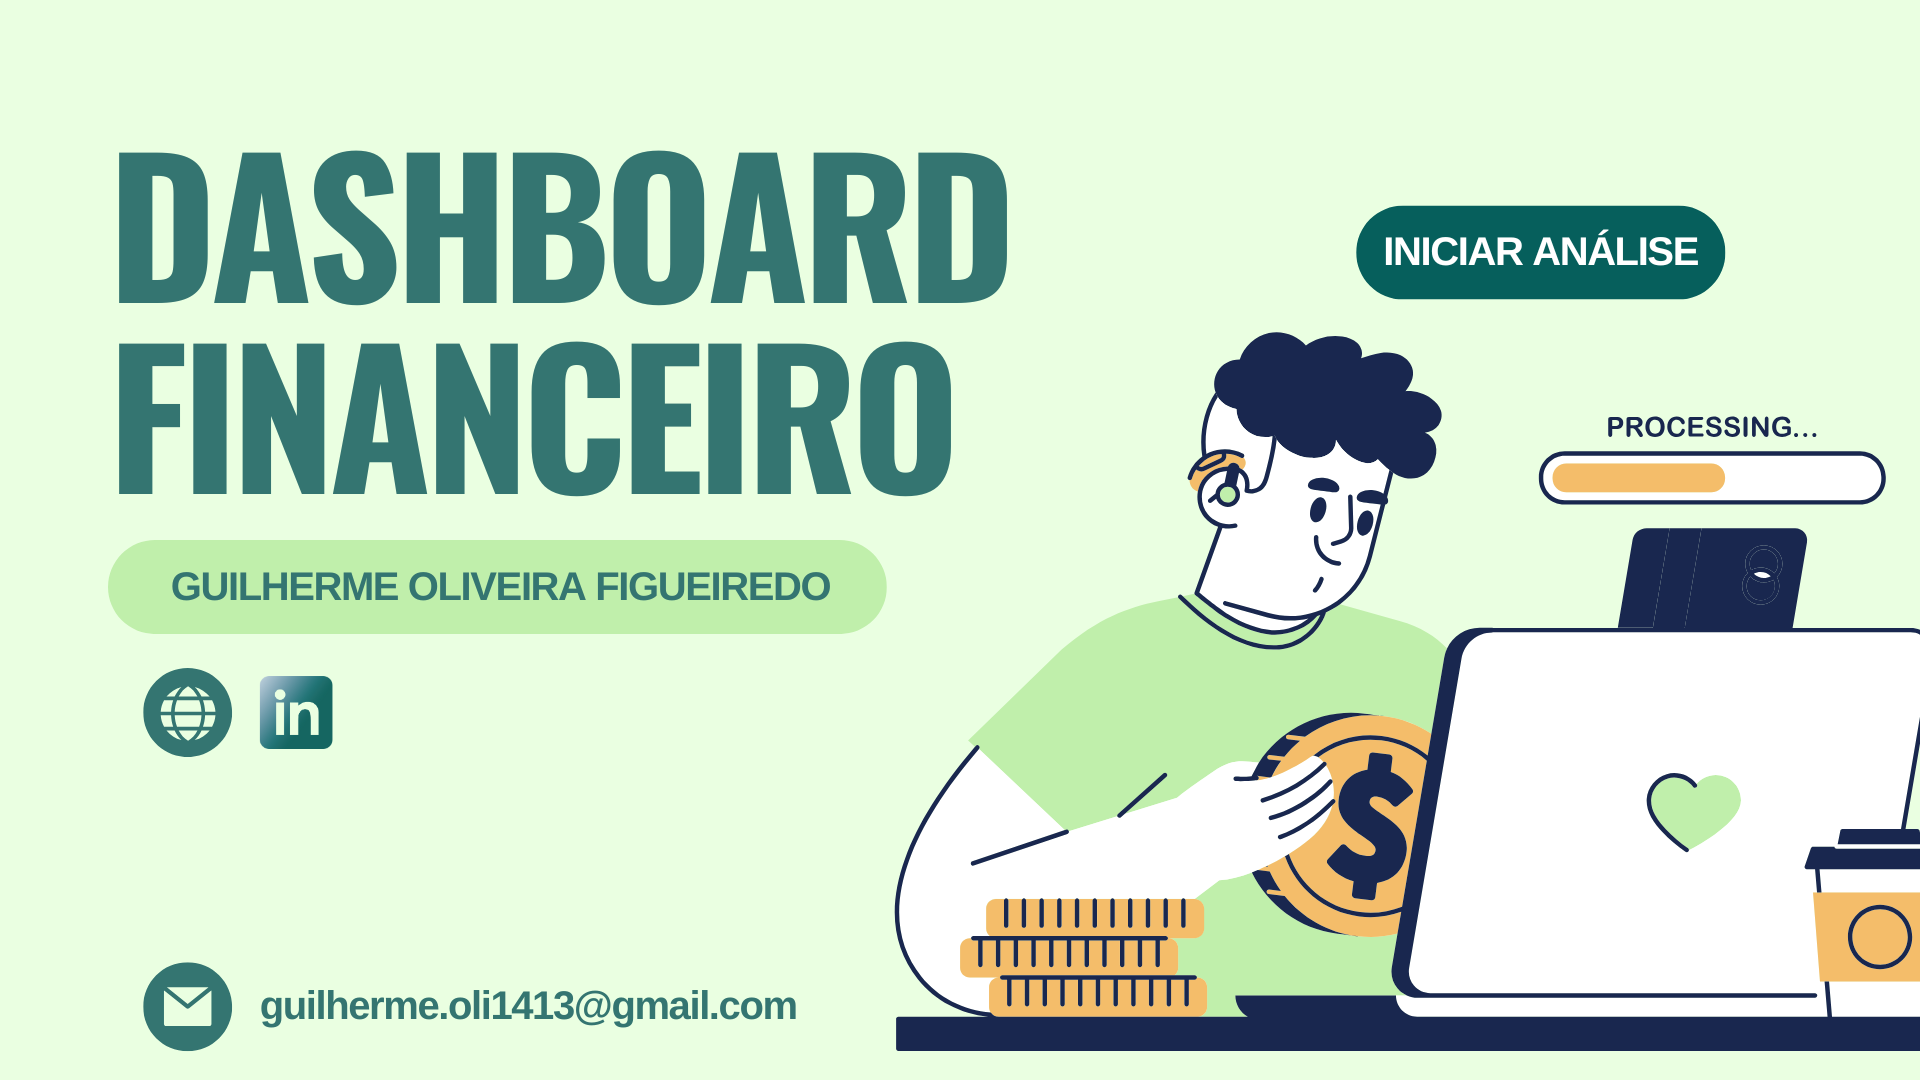 DASHBOARD
FINANCEIRO
INICIAR ANÁLISE
PROCESSING...
GUILHERME OLIVEIRA FIGUEIREDO
in
$
guilherme.oli1413@gmail.com